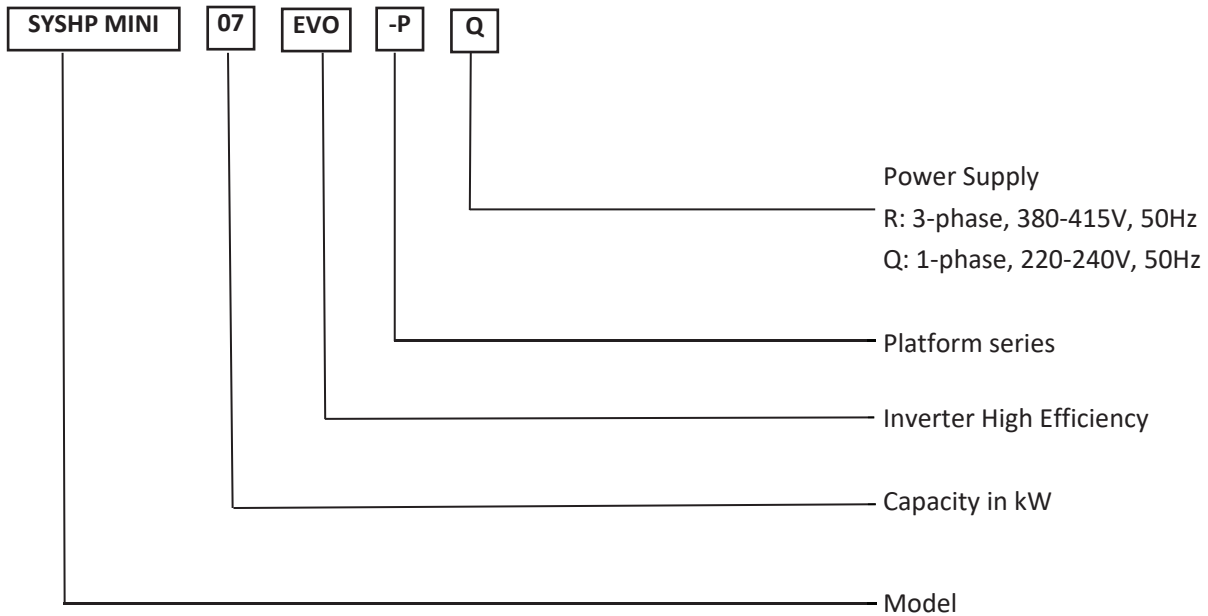 SYSHP MINI 07 EVO -P Q
Power Supply
R: 3-phase, 380-415V, 50Hz
Q: 1-phase, 220-240V, 50Hz
Platform series
Inverter High Efficiency
Capacity in kW
Model